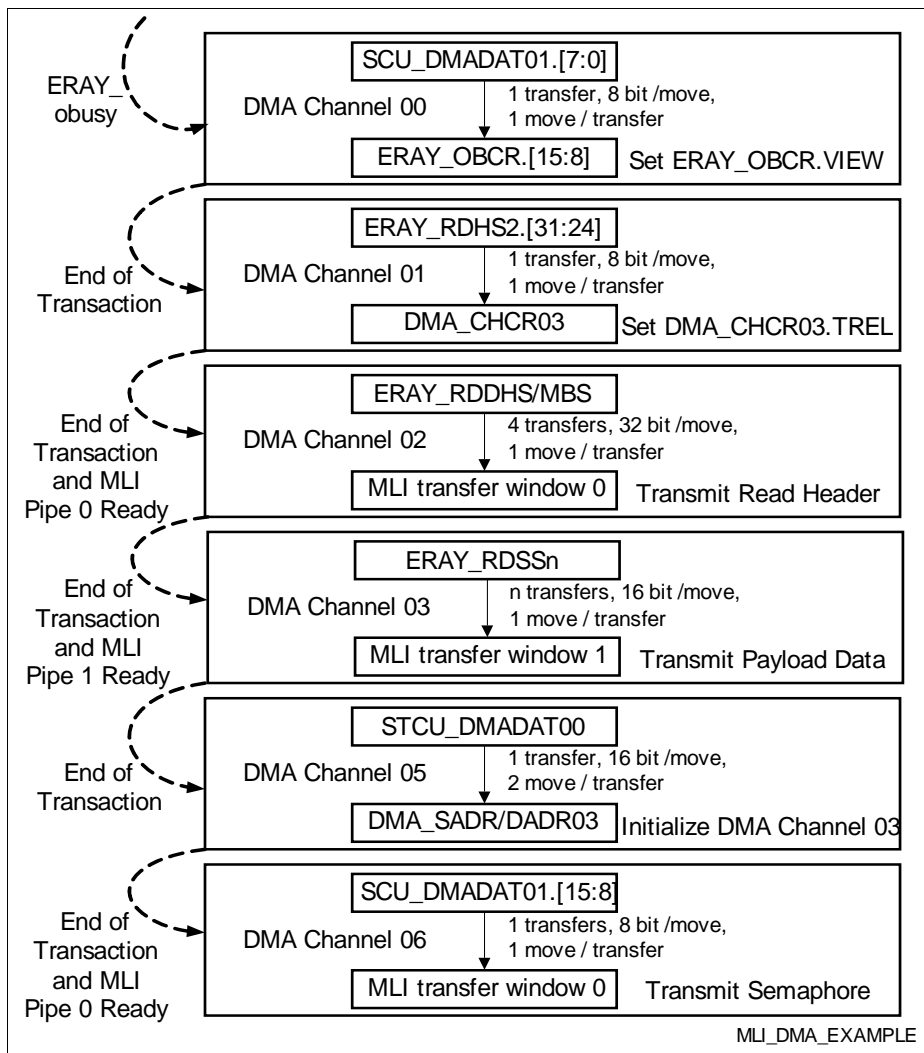 ERAY_
obusy
SCU_DMADAT01.[7:0]
DMA Channel 00
1 transfer, 8 bit /move,
1 move / transfer
ERAY_OBCR.[15:8]
Set ERAY_OBCR.VIEW
End of
Transaction
ERAY_RDHS2.[31:24]
DMA Channel 01
1 transfer, 8 bit /move,
1 move / transfer
DMA_CHCR03
Set DMA_CHCR03.TREL
End of
Transaction
and MLI
Pipe 0 Ready
ERAY_RDDHS/MBS
DMA Channel 02
4 transfers, 32 bit /move,
1 move / transfer
MLI transfer window 0
Transmit Read Header
End of
Transaction
and MLI
Pipe 1 Ready
ERAY_RDSSn
DMA Channel 03
n transfers, 16 bit /move,
1 move / transfer
MLI transfer window 1
Transmit Payload Data
End of
Transaction
STCU_DMADAT00
DMA Channel 05
1 transfer, 16 bit /move,
2 move / transfer
DMA_SADR/DADR03
Initialize DMA Channel 03
End of
Transaction
and MLI
Pipe 0 Ready
SCU_DMADAT01.[15:8]
DMA Channel 06
1 transfers, 8 bit /move,
1 move / transfer
MLI transfer window 0
Transmit Semaphore
MLI_DMA_EXAMPLE